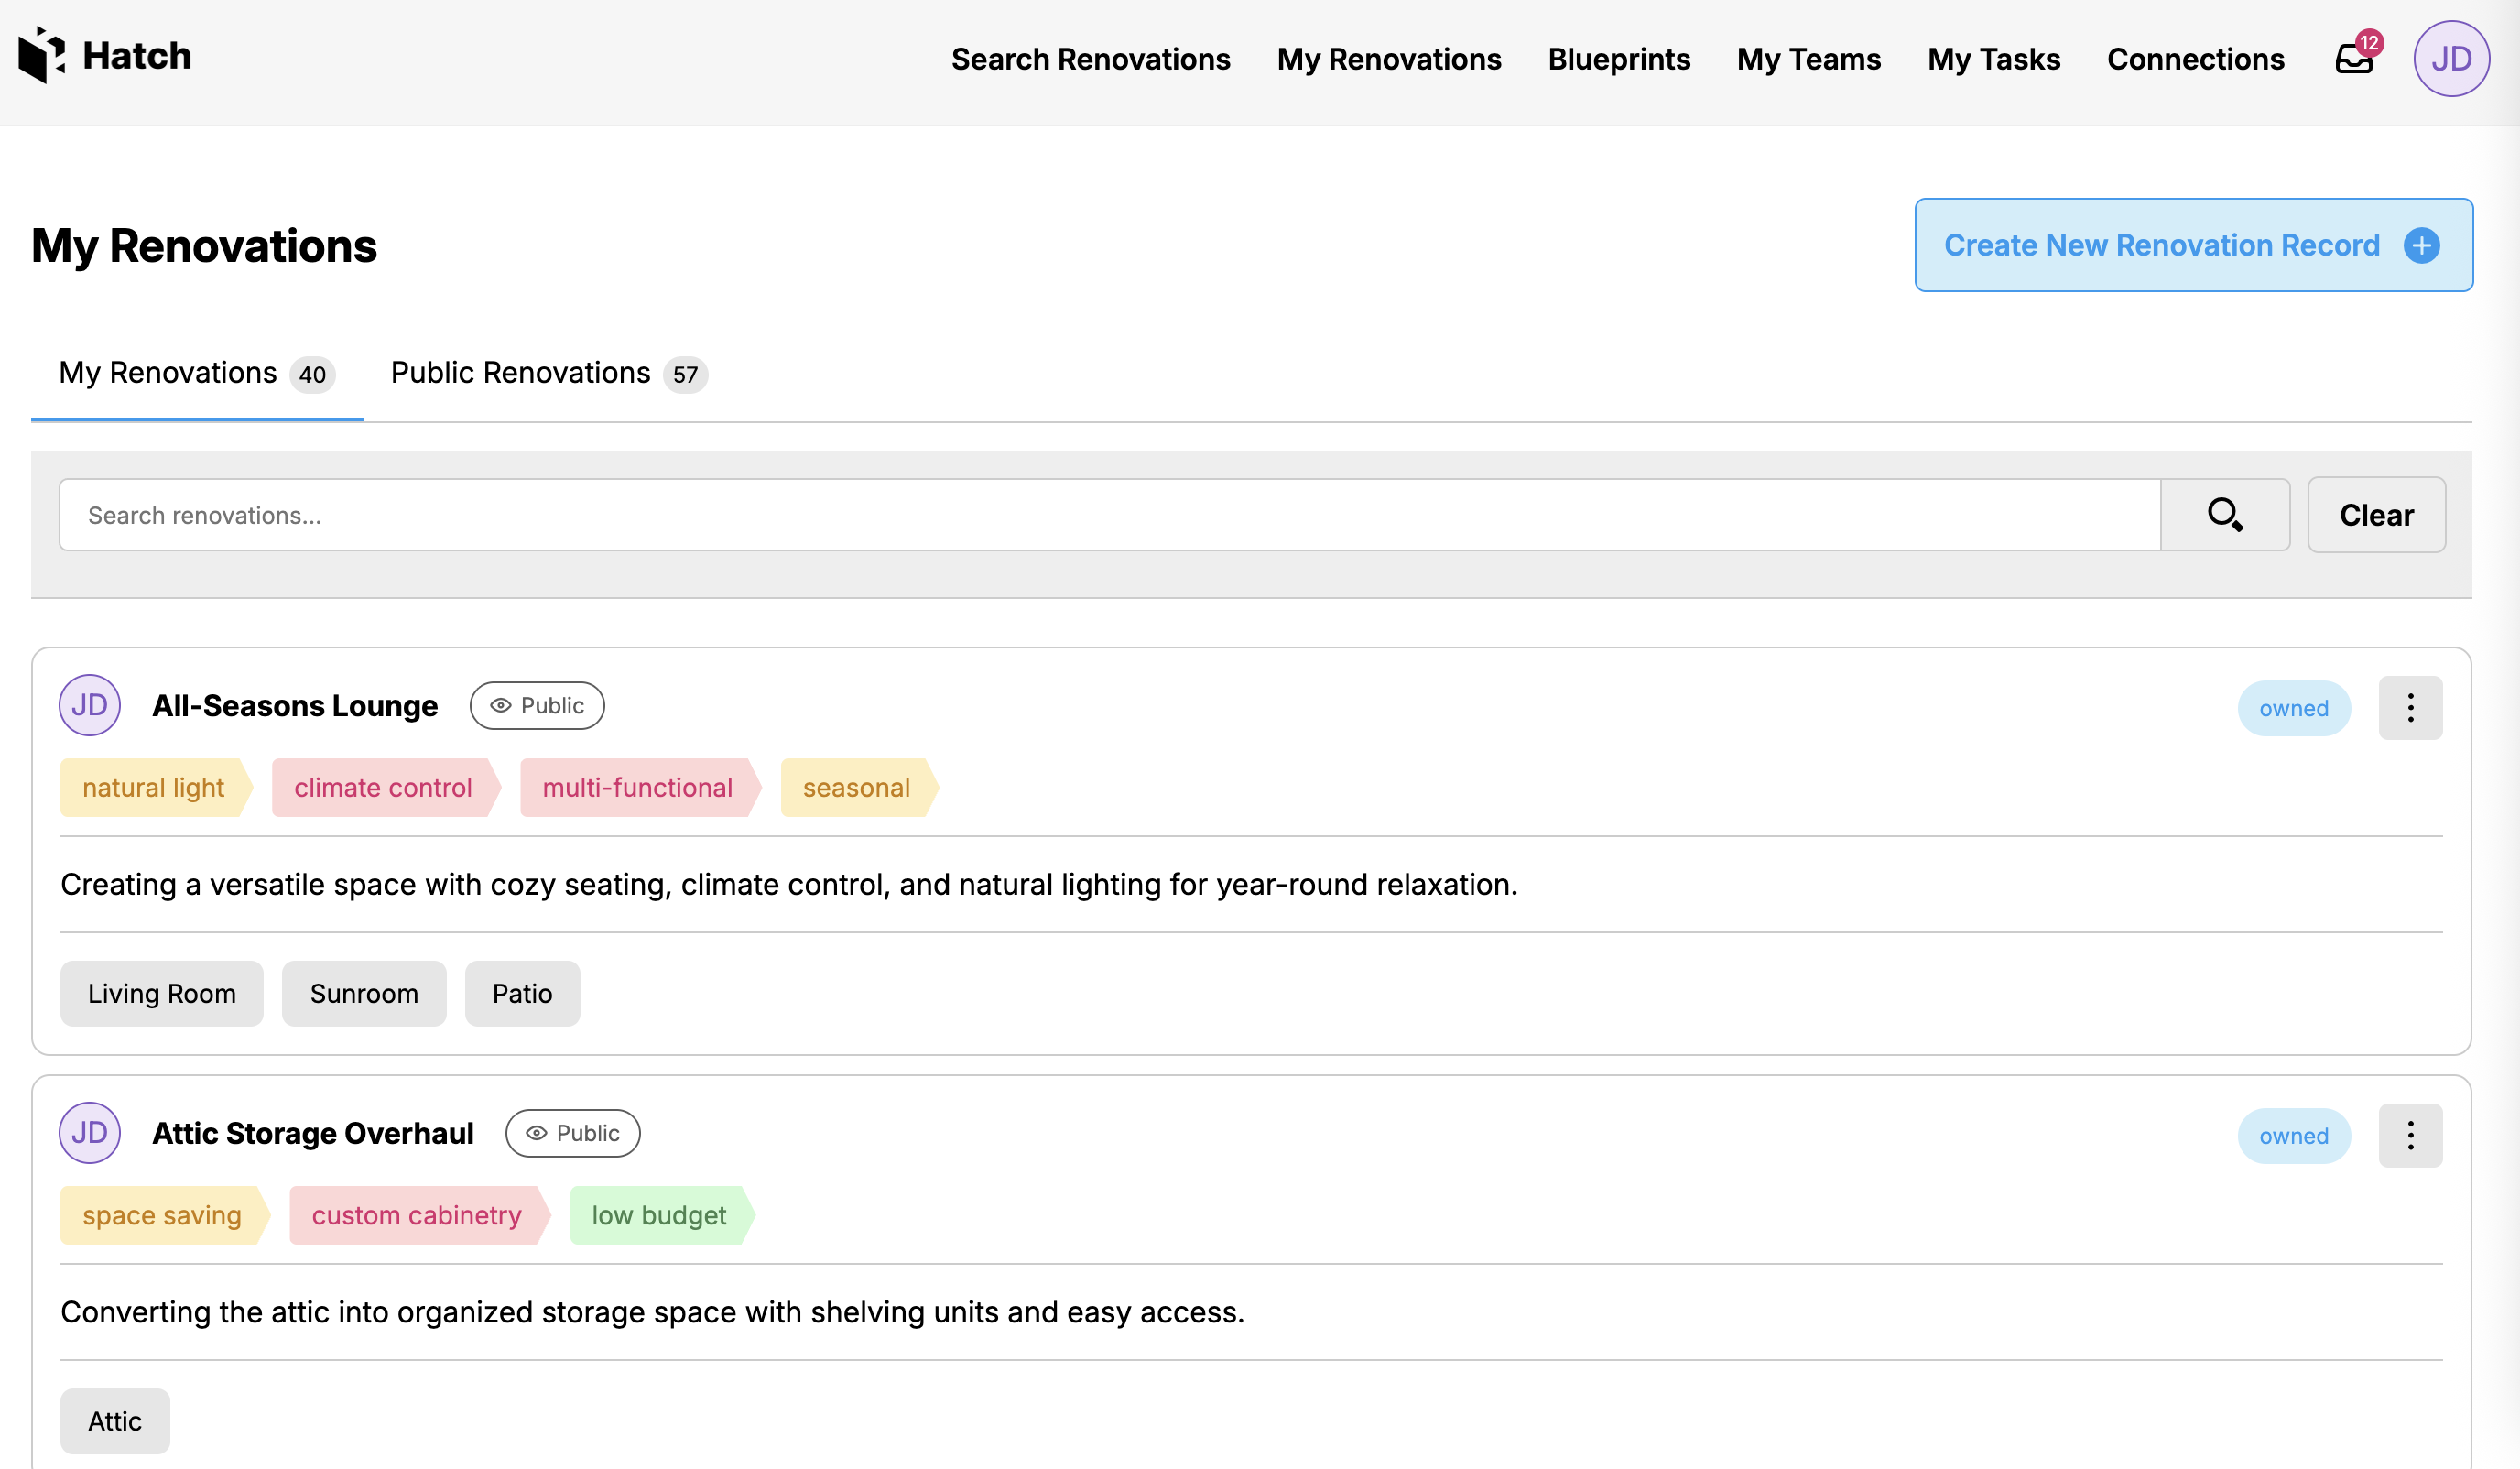 Hatch
Search Renovations My Renovations Blueprints My Teams My Tasks Connections 12 JD
My Renovations
Create New Renovation Record
My Renovations 40 Public Renovations 57
Search renovations...
Clear
JD All-Seasons Lounge Public owned
natural light climate control multi-functional seasonal
Creating a versatile space with cozy seating, climate control, and natural lighting for year-round relaxation.
Living Room Sunroom Patio
JD Attic Storage Overhaul Public owned
space saving custom cabinetry low budget
Converting the attic into organized storage space with shelving units and easy access.
Attic